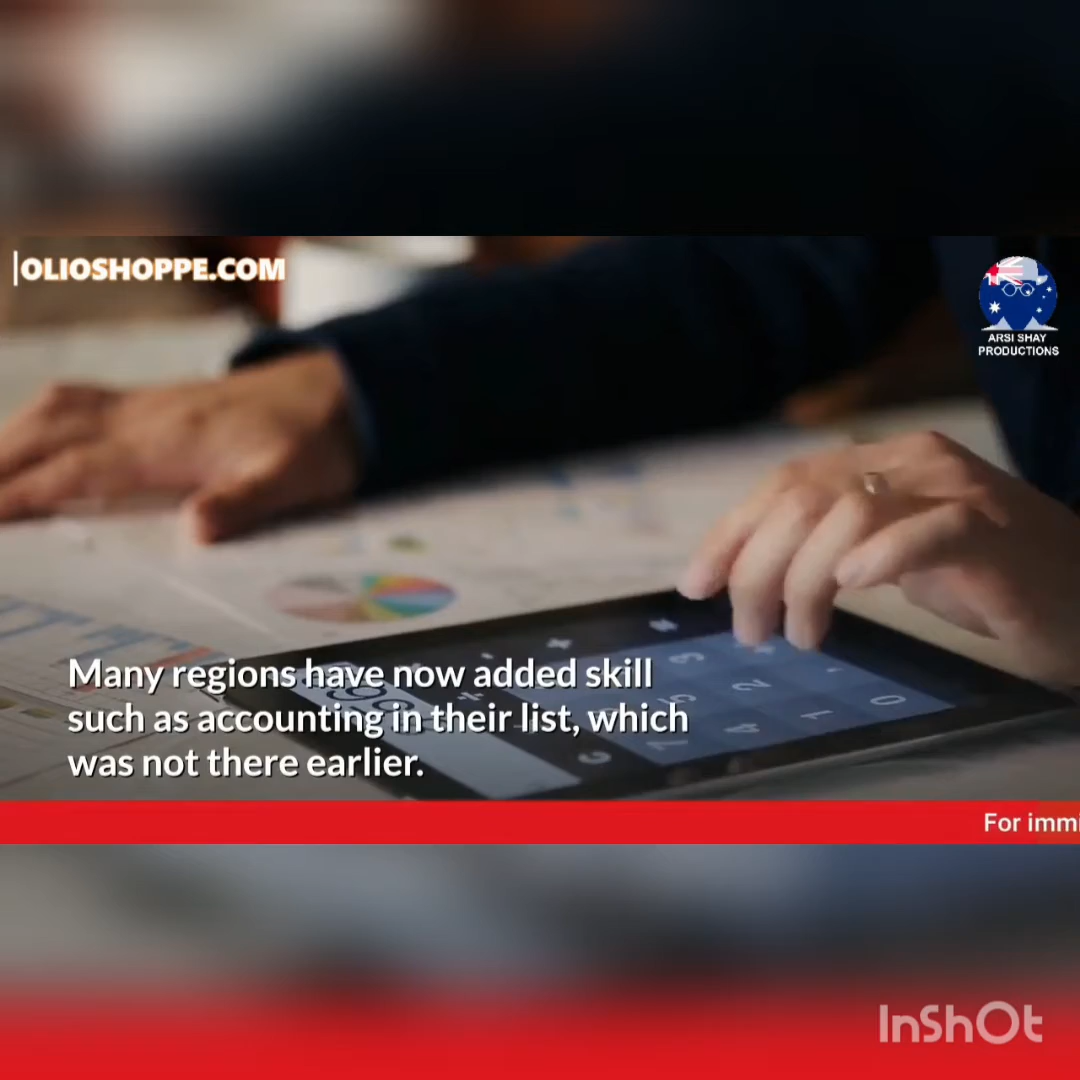 |OLIOSHOPPE.COM
ARSI SHAY
PRODUCTIONS
Many regions have now added skill
such as accounting in their list, which
was not there earlier.
For immi
InShOt